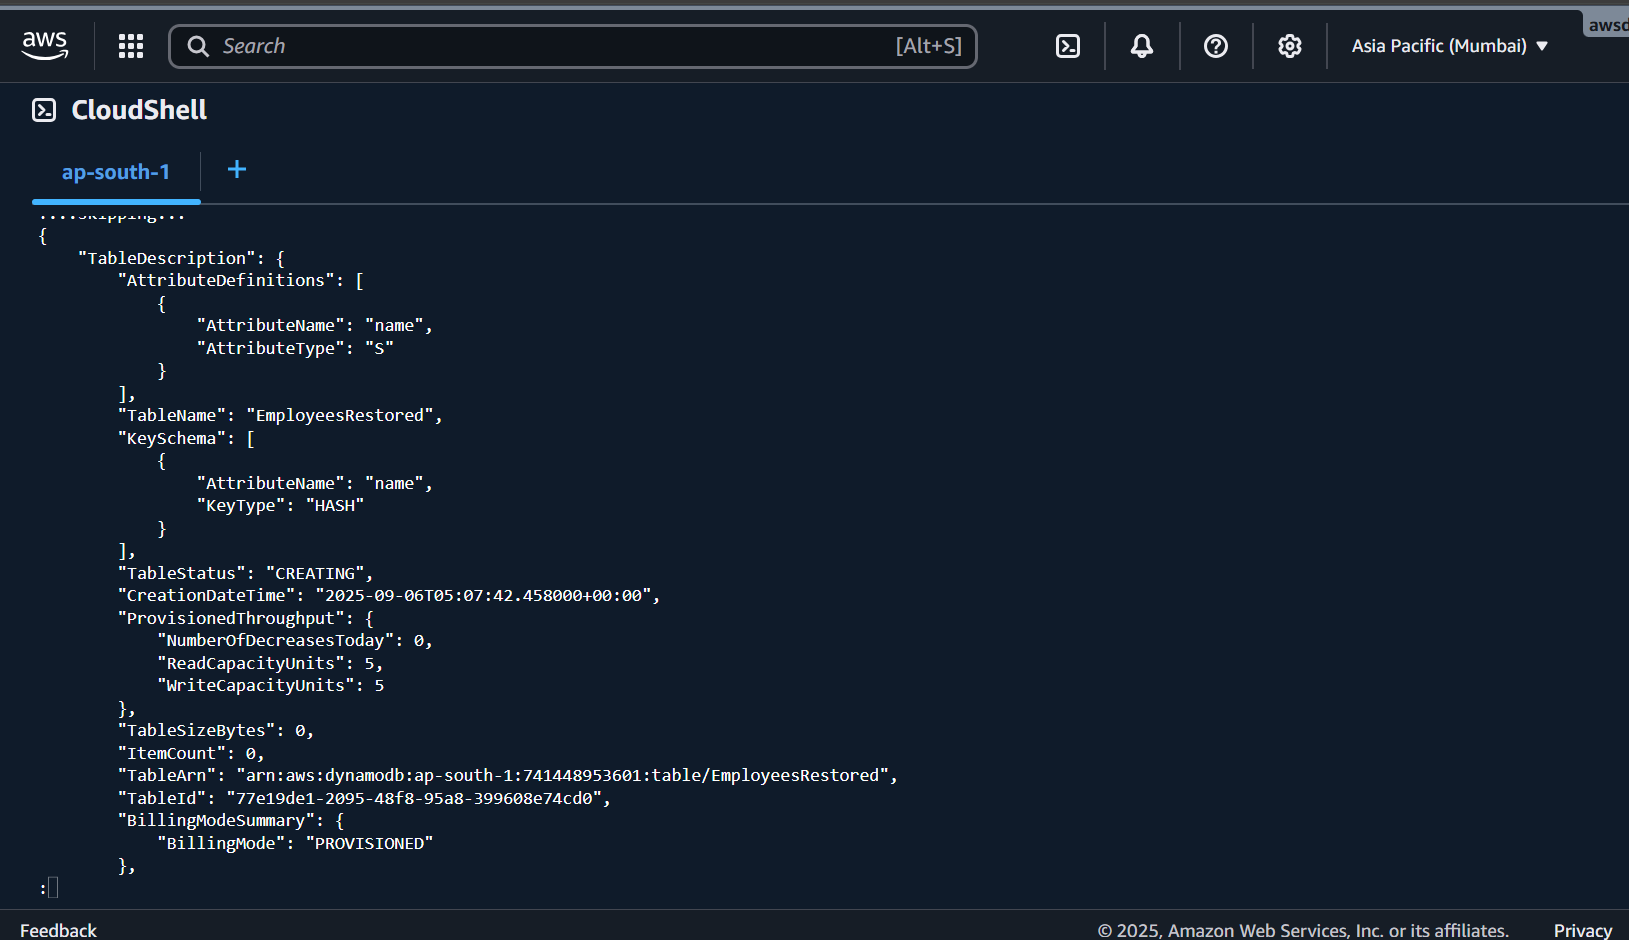 aws
Search
[Alt+S]
Asia Pacific (Mumbai) ▼
CloudShell
ap-south-1
+
....skipping...
{
    "TableDescription": {
        "AttributeDefinitions": [
            {
                "AttributeName": "name",
                "AttributeType": "S"
            }
        ],
        "TableName": "EmployeesRestored",
        "KeySchema": [
            {
                "AttributeName": "name",
                "KeyType": "HASH"
            }
        ],
        "TableStatus": "CREATING",
        "CreationDateTime": "2025-09-06T05:07:42.458000+00:00",
        "ProvisionedThroughput": {
            "NumberOfDecreasesToday": 0,
            "ReadCapacityUnits": 5,
            "WriteCapacityUnits": 5
        },
        "TableSizeBytes": 0,
        "ItemCount": 0,
        "TableArn": "arn:aws:dynamodb:ap-south-1:741448953601:table/EmployeesRestored",
        "TableId": "77e19de1-2095-48f8-95a8-399608e74cd0",
        "BillingModeSummary": {
            "BillingMode": "PROVISIONED"
        },
:
Feedback
© 2025, Amazon Web Services, Inc. or its affiliates.
Privacy